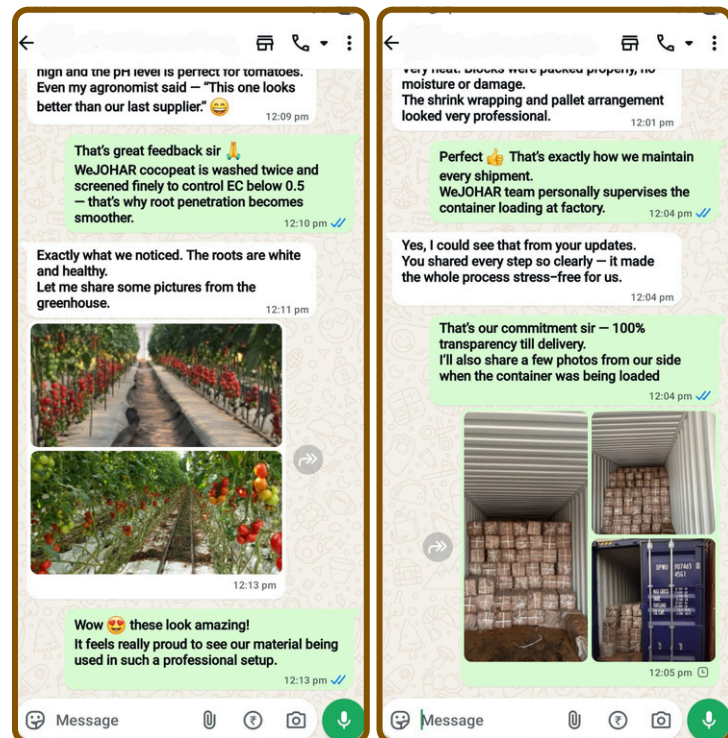 high and the pH level is perfect for tomatoes.
Even my agronomist said — “This one looks
better than our last supplier.” 😄
12:09 pm
That's great feedback sir 🙏
WeJOHAR cocopeat is washed twice and
screened finely to control EC below 0.5
— that's why root penetration becomes
smoother.
12:10 pm
Exactly what we noticed. The roots are white
and healthy.
Let me share some pictures from the
greenhouse.
12:11 pm
12:13 pm
Wow 😍 these look amazing!
It feels really proud to see our material being
used in such a professional setup.
12:13 pm
Message
very neat. Blocks were packed properly, no
moisture or damage.
The shrink wrapping and pallet arrangement
looked very professional.
12:01 pm
Perfect 👍 That's exactly how we maintain
every shipment.
WeJOHAR team personally supervises the
container loading at factory.
12:04 pm
Yes, I could see that from your updates.
You shared every step so clearly — it made
the whole process stress-free for us.
12:04 pm
That's our commitment sir — 100%
transparency till delivery.
I'll also share a few photos from our side
when the container was being loaded
12:04 pm
45G1
12:05 pm
Message